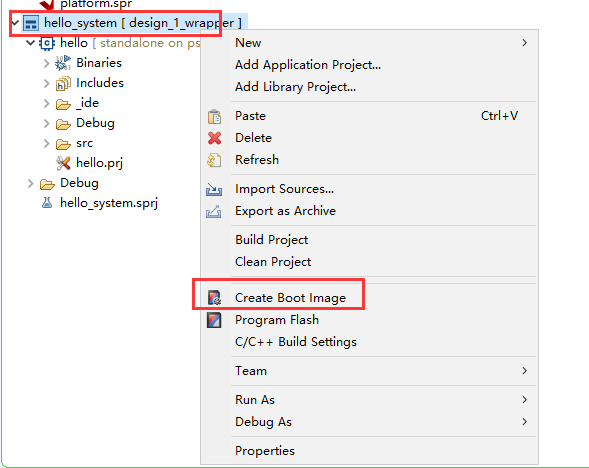 platform.spr
hello_system [ design_1_wrapper ]
hello [ standalone on ps
Binaries
Includes
_ide
Debug
src
hello.prj
Debug
hello_system.sprj
New
Add Application Project...
Add Library Project...
Paste Ctrl+V
Delete
Refresh
Import Sources...
Export as Archive
Build Project
Clean Project
Create Boot Image
Program Flash
C/C++ Build Settings
Team
Run As
Debug As
Properties